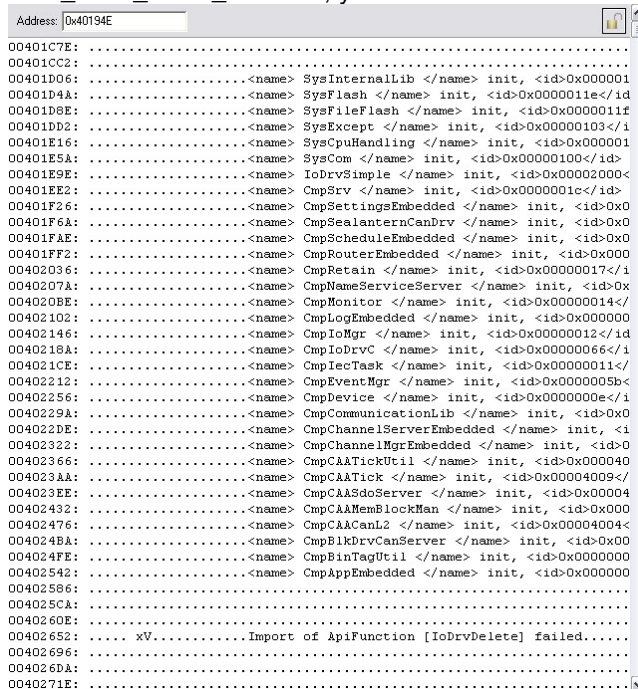 Address: 0x40194E
00401C7E: ....................................................................
00401CC2: ....................................................................
00401D06: ....................<name> SysInternalLib </name> init, <id>0x000001
00401D4A: ....................<name> SysFlash </name> init, <id>0x0000011e</id
00401D8E: ....................<name> SysFileFlash </name> init, <id>0x0000011f
00401DD2: ....................<name> SysExcept </name> init, <id>0x00000103</i
00401E16: ....................<name> SysCpuHandling </name> init, <id>0x000001
00401E5A: ....................<name> SysCom </name> init, <id>0x00000100</id>
00401E9E: ....................<name> IoDrvSimple </name> init, <id>0x00002000<
00401EE2: ....................<name> CmpSrv </name> init, <id>0x0000001c</id>
00401F26: ....................<name> CmpSettingsEmbedded </name> init, <id>0x0
00401F6A: ....................<name> CmpSealanternCanDrv </name> init, <id>0x0
00401FAE: ....................<name> CmpScheduleEmbedded </name> init, <id>0x0
00401FF2: ....................<name> CmpRouterEmbedded </name> init, <id>0x000
00402036: ....................<name> CmpRetain </name> init, <id>0x00000017</i
0040207A: ....................<name> CmpNameServiceServer </name> init, <id>0x
004020BE: ....................<name> CmpMonitor </name> init, <id>0x00000014</
00402102: ....................<name> CmpLogEmbedded </name> init, <id>0x000000
00402146: ....................<name> CmpIoMgr </name> init, <id>0x00000012</id
0040218A: ....................<name> CmpIoDrvC </name> init, <id>0x00000066</i
004021CE: ....................<name> CmpIecTask </name> init, <id>0x00000011</
00402212: ....................<name> CmpEventMgr </name> init, <id>0x0000005b<
00402256: ....................<name> CmpDevice </name> init, <id>0x0000000e</i
0040229A: ....................<name> CmpCommunicationLib </name> init, <id>0x0
004022DE: ....................<name> CmpChannelServerEmbedded </name> init, <i
00402322: ....................<name> CmpChannelMgrEmbedded </name> init, <id>0
00402366: ....................<name> CmpCAATickUtil </name> init, <id>0x000040
004023AA: ....................<name> CmpCAATick </name> init, <id>0x00004009</
004023EE: ....................<name> CmpCAASdoServer </name> init, <id>0x00004
00402432: ....................<name> CmpCAAMemBlockMan </name> init, <id>0x000
00402476: ....................<name> CmpCAACanL2 </name> init, <id>0x00004004<
004024BA: ....................<name> CmpBlkDrvCanServer </name> init, <id>0x00
004024FE: ....................<name> CmpBinTagUtil </name> init, <id>0x0000000
00402542: ....................<name> CmpAppEmbedded </name> init, <id>0x000000
00402586: ....................................................................
004025CA: ....................................................................
0040260E: ....................................................................
00402652: ..... xV............Import of ApiFunction [IoDrvDelete] failed......
00402696: ....................................................................
004026DA: ....................................................................
0040271E: ....................................................................